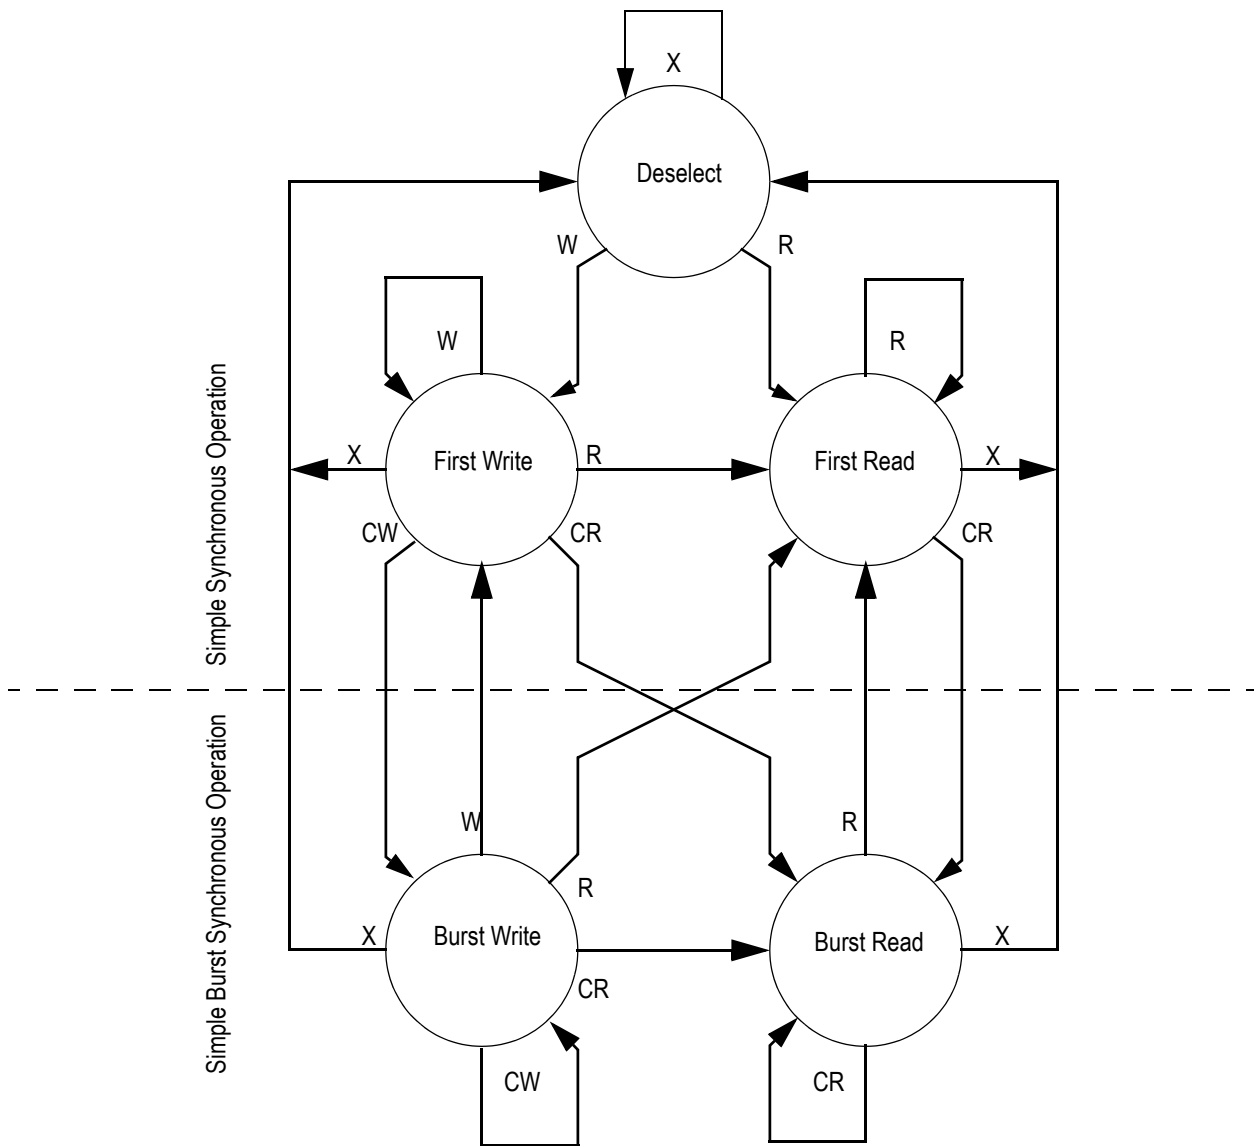 X
Deselect
W
R
W
R
Simple Synchronous Operation
X
First Write
R
First Read
X
CW
CR
CR
Simple Burst Synchronous Operation
W
R
R
X
Burst Write
Burst Read
X
CR
CW
CR